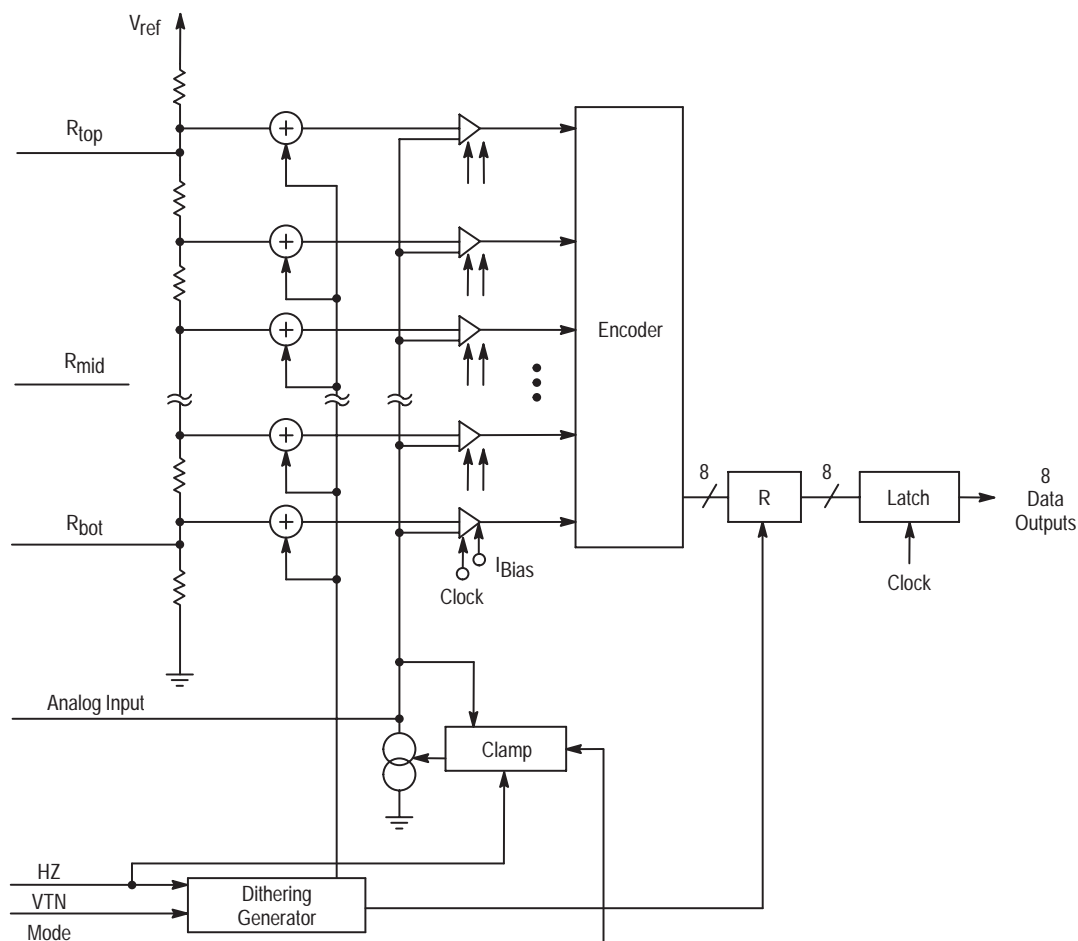 Vref
Rtop
+
+
Encoder
+
Rmid
+
8
8
8
R
Latch
Data
Outputs
+
Rbot
IBias
Clock
Clock
Analog Input
Clamp
HZ
VTN
Mode
Dithering
Generator